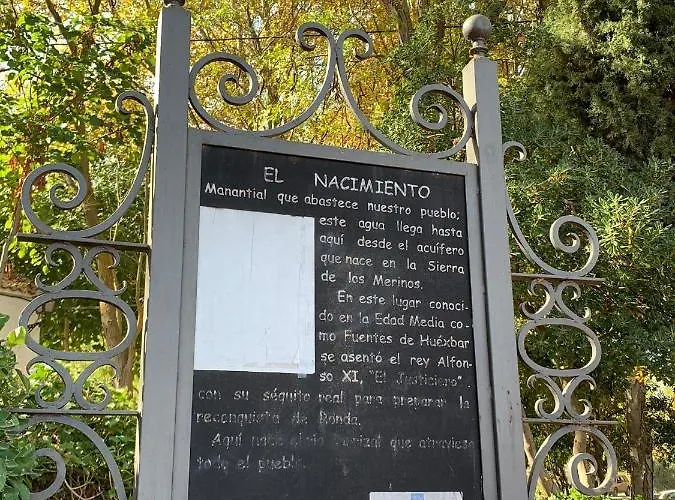 EL NACIMIENTO
Manantial que abastece nuestro pueblo;
este agua llega hasta
aquí desde el acuífero
que nace en la Sierra
de los Merinos.
En este lugar conoci-
do en la Edad Media co-
mo Fuentes de Huéxbar
se asentó el rey Alfon-
so XI, "El Justiciero"
con su séquito real para preparar la
reconquista de Ronda.
Aquí nace el que atraviesa
todo el pueblo.